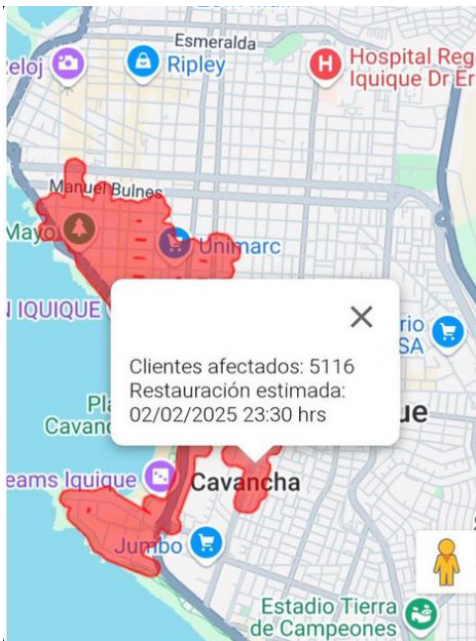 Esmeralda
Ripley
Hospital Reg
Iquique Dr Er
eloj
Manuel Bulnes
Mayo
Unimarc
IQUIQUE
rio
SA
Clientes afectados: 5116
Restauración estimada:
02/02/2025 23:30 hrs
Pla
Cavanc
ue
eams Iquique
Cavancha
Jumbo
Estadio Tierra
de Campeones